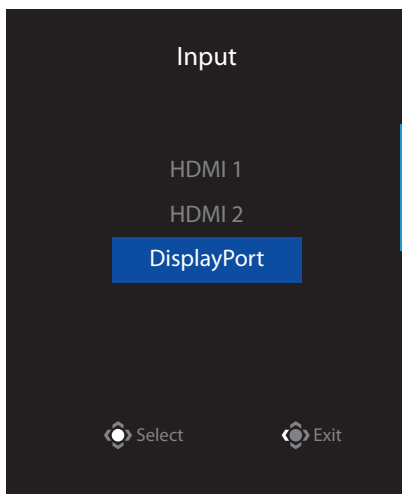 Input
HDMI 1
HDMI 2
DisplayPort
Select Exit